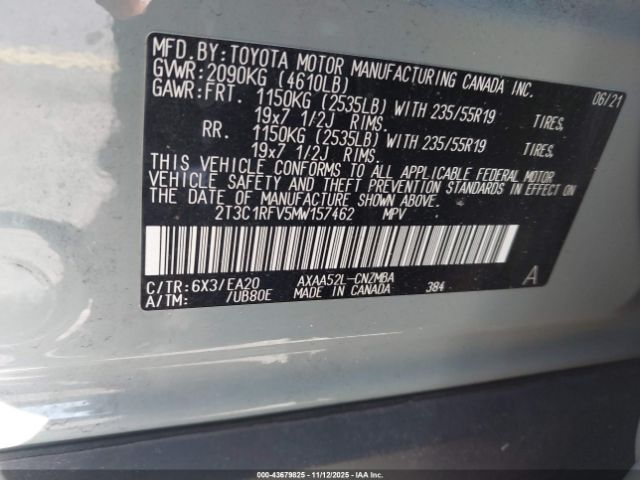 MFD. BY: TOYOTA MOTOR MANUFACTURING CANADA INC.
GVWR: 2090KG (4610LB) 06/21
GAWR: FRT. 1150KG (2535LB) WITH 235/55R19 TIRES,
19x7 1/2J RIMS.
RR. 1150KG (2535LB) WITH 235/55R19 TIRES,
19x7 1/2J RIMS.
THIS VEHICLE CONFORMS TO ALL APPLICABLE FEDERAL MOTOR
VEHICLE SAFETY AND THEFT PREVENTION STANDARDS IN EFFECT ON
THE DATE OF MANUFACTURE SHOWN ABOVE.
2T3C1RFV5MW157462 MPV
C/TR: 6X3/EA20 AXAA52L-CNZMBA A
A/TM: /UB80E MADE IN CANADA 384
000-43679825 - 11/12/2025 - IAAI.COM